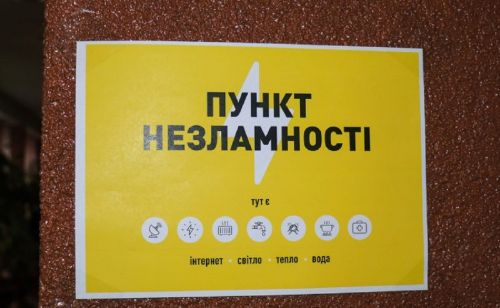 ПУНКТ
НЕЗЛАМНОСТІ
тут є
інтернет • світло • тепло • вода